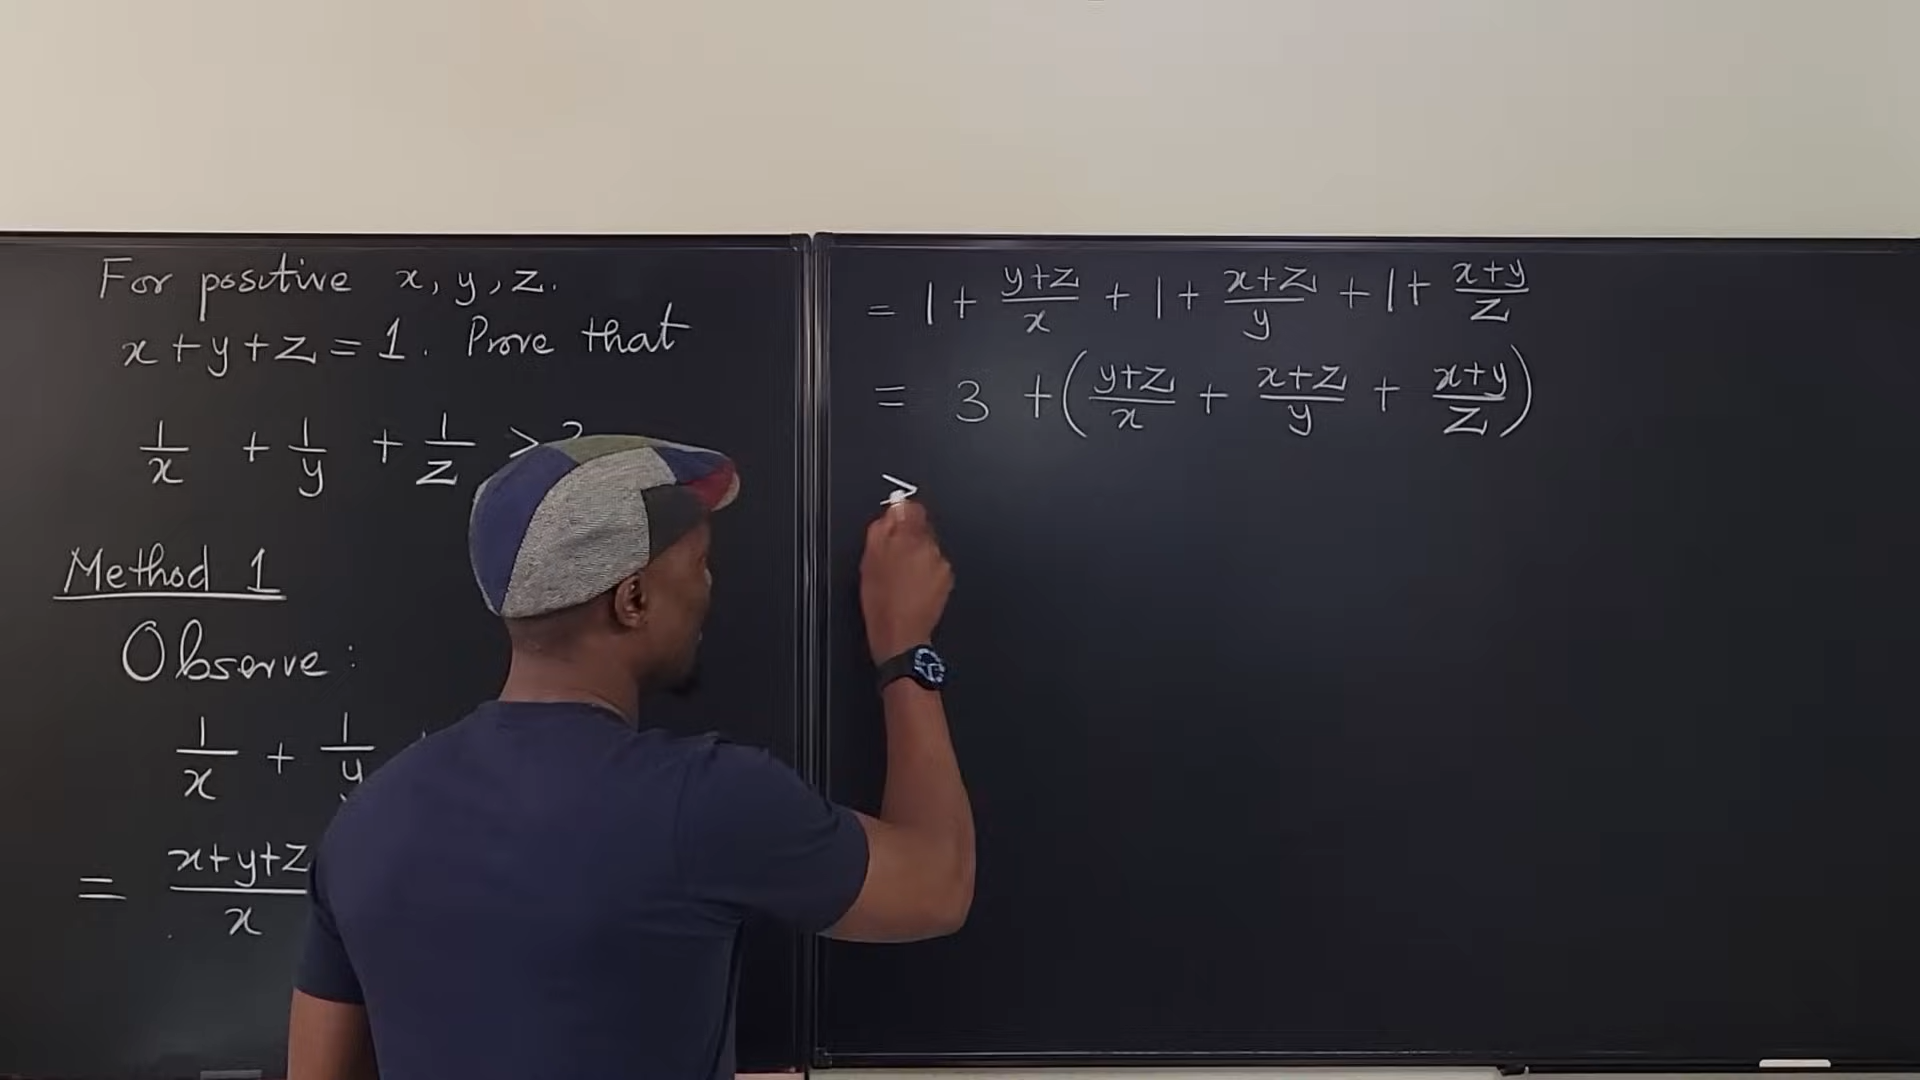 For positive x, y, z.
x + y + z = 1. Prove that
1/x + 1/y + 1/z >
Method 1
Observe:
1/x + 1/y
= x+y+z/x
= 1 + y+z/x + 1 + x+z/y + 1 + x+y/z
= 3 + (y+z/x + x+z/y + x+y/z)
>